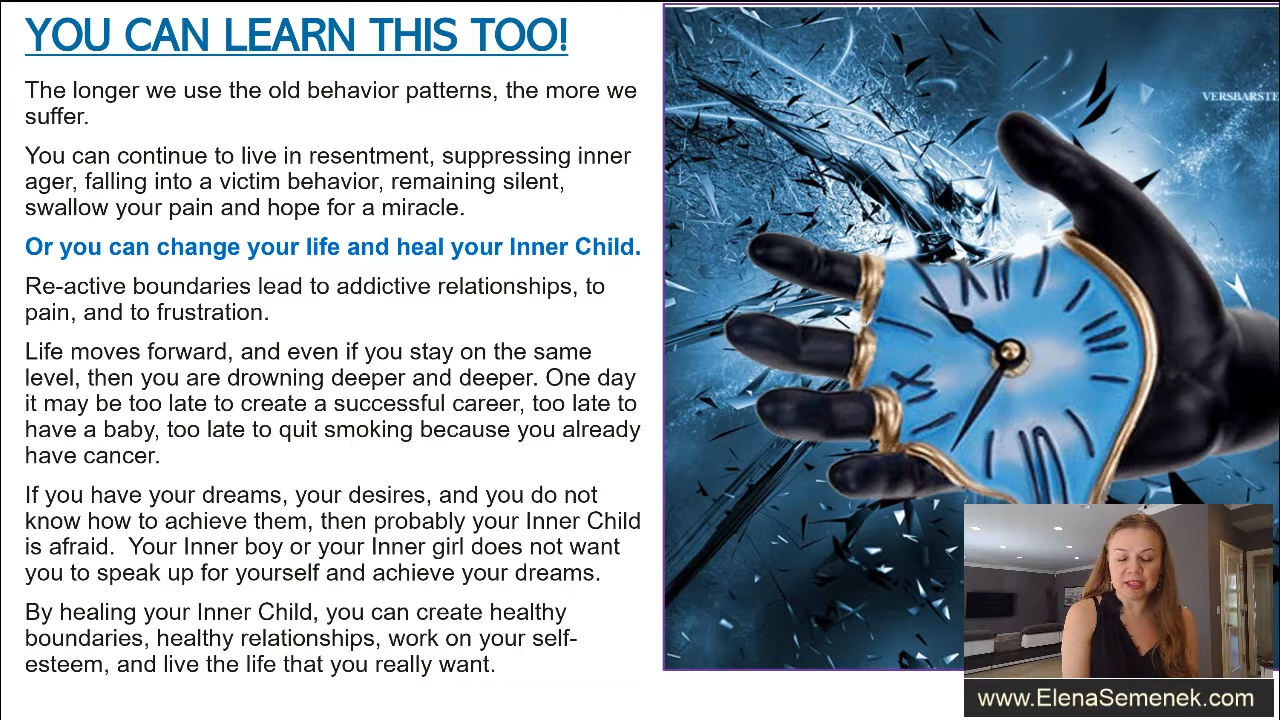 YOU CAN LEARN THIS TOO!
The longer we use the old behavior patterns, the more we
suffer.
You can continue to live in resentment, suppressing inner
ager, falling into a victim behavior, remaining silent,
swallow your pain and hope for a miracle.
Or you can change your life and heal your Inner Child.
Re-active boundaries lead to addictive relationships, to
pain, and to frustration.
Life moves forward, and even if you stay on the same
level, then you are drowning deeper and deeper. One day
it may be too late to create a successful career, too late to
have a baby, too late to quit smoking because you already
have cancer.
If you have your dreams, your desires, and you do not
know how to achieve them, then probably your Inner Child
is afraid.  Your Inner boy or your Inner girl does not want
you to speak up for yourself and achieve your dreams.
By healing your Inner Child, you can create healthy
boundaries, healthy relationships, work on your self-
esteem, and live the life that you really want.
VERSBARSTE
www.ElenaSemenek.com